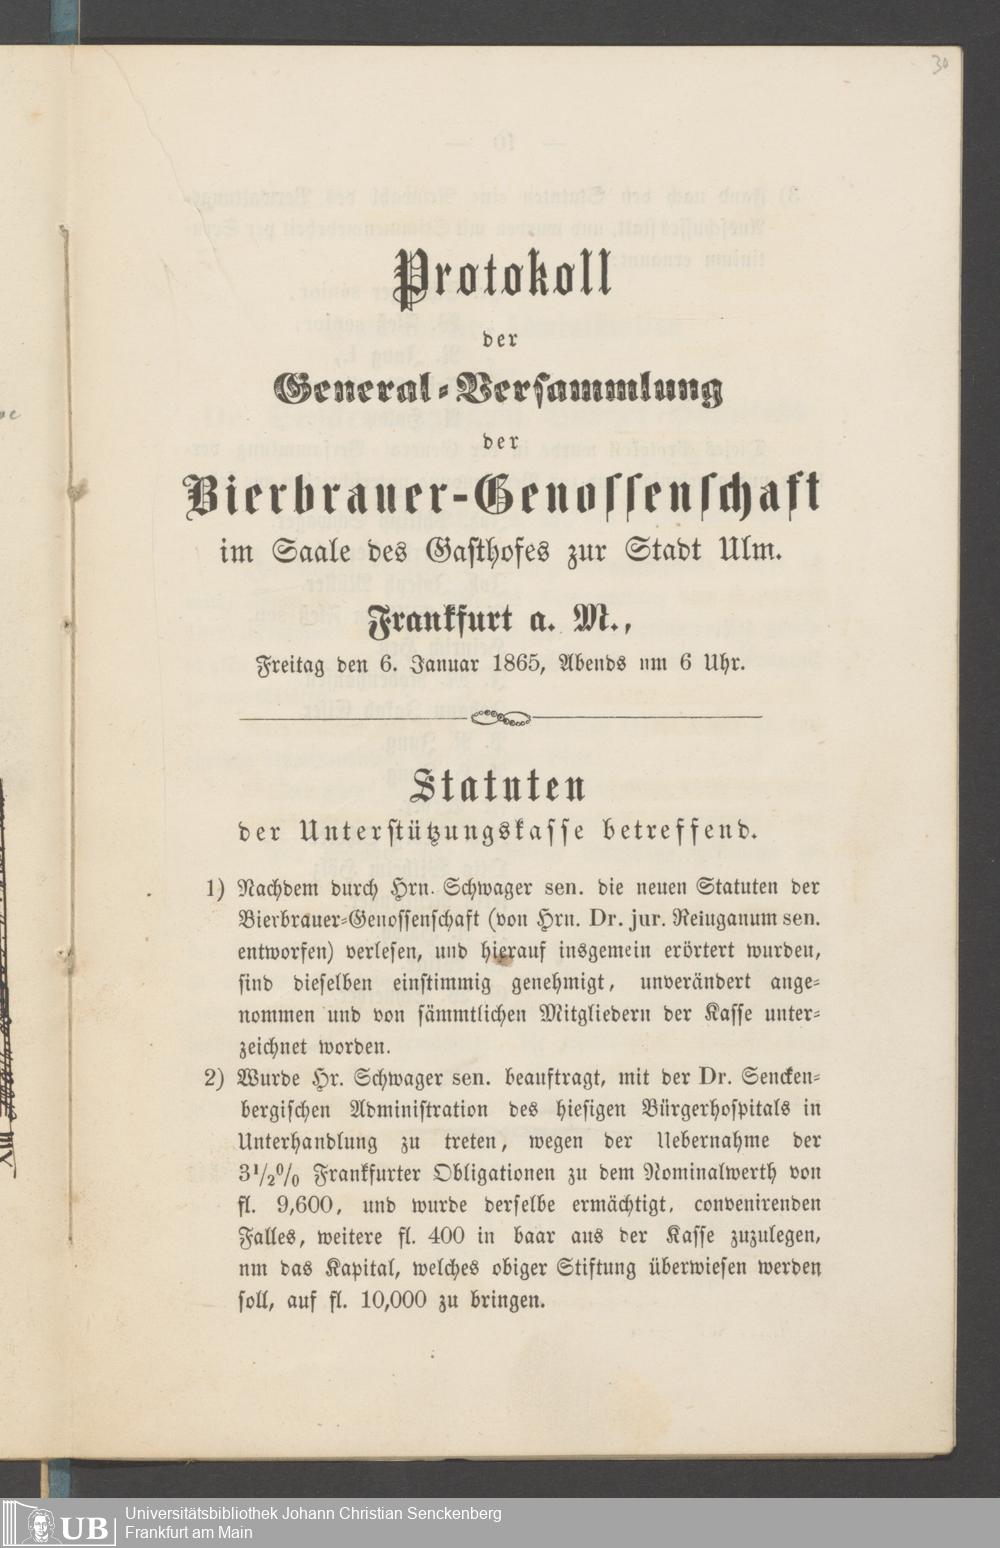 30
Protokoll
der
General-Versammlung
der
Bierbrauer-Genossenschaft
im Saale des Gasthofes zur Stadt Ulm.
Frankfurt a. M.,
Freitag den 6. Januar 1865, Abends um 6 Uhr.
Statuten
der Unterstützungskasse betreffend.
1) Nachdem durch Hrn. Schwager sen. die neuen Statuten der
Bierbrauer-Genossenschaft (von Hrn. Dr. jur. Reinganum sen.
entworfen) verlesen, und hierauf insgemein erörtert wurden,
sind dieselben einstimmig genehmigt, unverändert ange-
nommen und von sämmtlichen Mitgliedern der Kasse unter-
zeichnet worden.
2) Wurde Hr. Schwager sen. beauftragt, mit der Dr. Sencken-
bergischen Administration des hiesigen Bürgerhospitals in
Unterhandlung zu treten, wegen der Uebernahme der
3½% Frankfurter Obligationen zu dem Nominalwerth von
fl. 9,600, und wurde derselbe ermächtigt, convenirenden
Falles, weitere fl. 400 in baar aus der Kasse zuzulegen,
um das Kapital, welches obiger Stiftung überwiesen werden
soll, auf fl. 10,000 zu bringen.
UB
Universitätsbibliothek Johann Christian Senckenberg
Frankfurt am Main